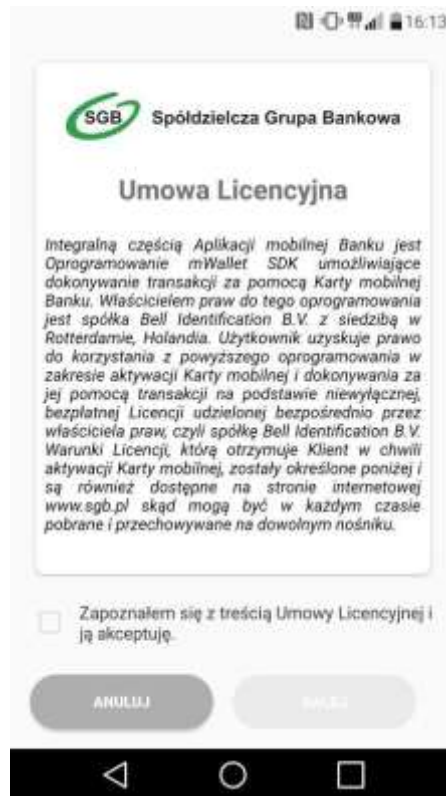 16:13
SGB Spółdzielcza Grupa Bankowa
Umowa Licencyjna
Integralną częścią Aplikacji mobilnej Banku jest
Oprogramowanie mWallet SDK umożliwiające
dokonywanie transakcji za pomocą Karty mobilnej
Banku. Właścicielem praw do tego oprogramowania
jest spółka Bell Identification B.V. z siedzibą w
Rotterdamie, Holandia. Użytkownik uzyskuje prawo
do korzystania z powyższego oprogramowania w
zakresie aktywacji Karty mobilnej i dokonywania za
jej pomocą transakcji na podstawie niewyłącznej,
bezpłatnej Licencji udzielonej bezpośrednio przez
właściciela praw, czyli spółkę Bell Identification B.V.
Warunki Licencji, którą otrzymuje Klient w chwili
aktywacji Karty mobilnej, zostały określone poniżej i
są również dostępne na stronie internetowej
www.sgb.pl skąd mogą być w każdym czasie
pobrane i przechowywane na dowolnym nośniku.
Zapoznałem się z treścią Umowy Licencyjnej i
ją akceptuję.
ANULUJ DALEJ